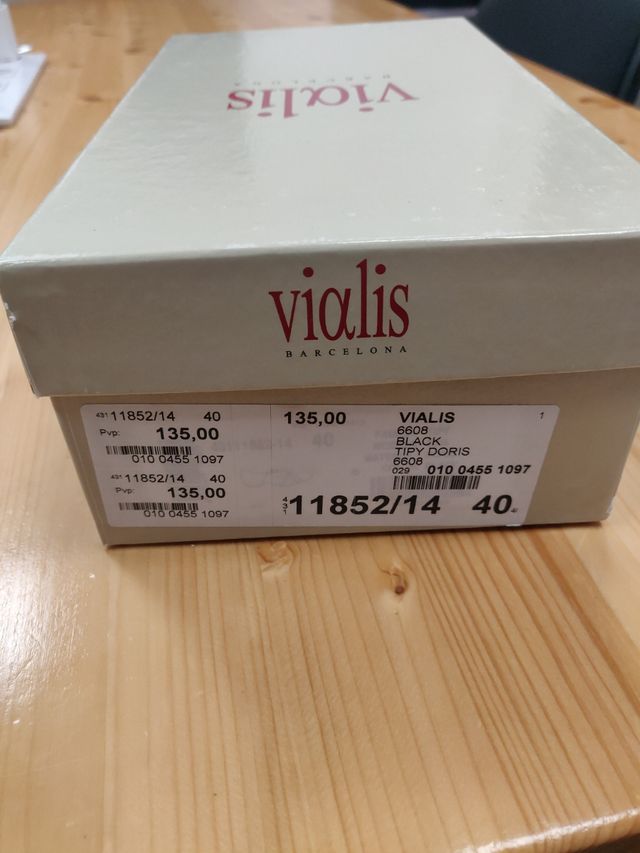 vialis
BARCELONA
vialis
BARCELONA
431 11852/14 40
Pvp: 135,00
010 0455 1097
431 11852/14 40
Pvp: 135,00
010 0455 1097
135,00 VIALIS 1
6608
BLACK
TIPY DORIS
6608
029 010 0455 1097
431 11852/14 40